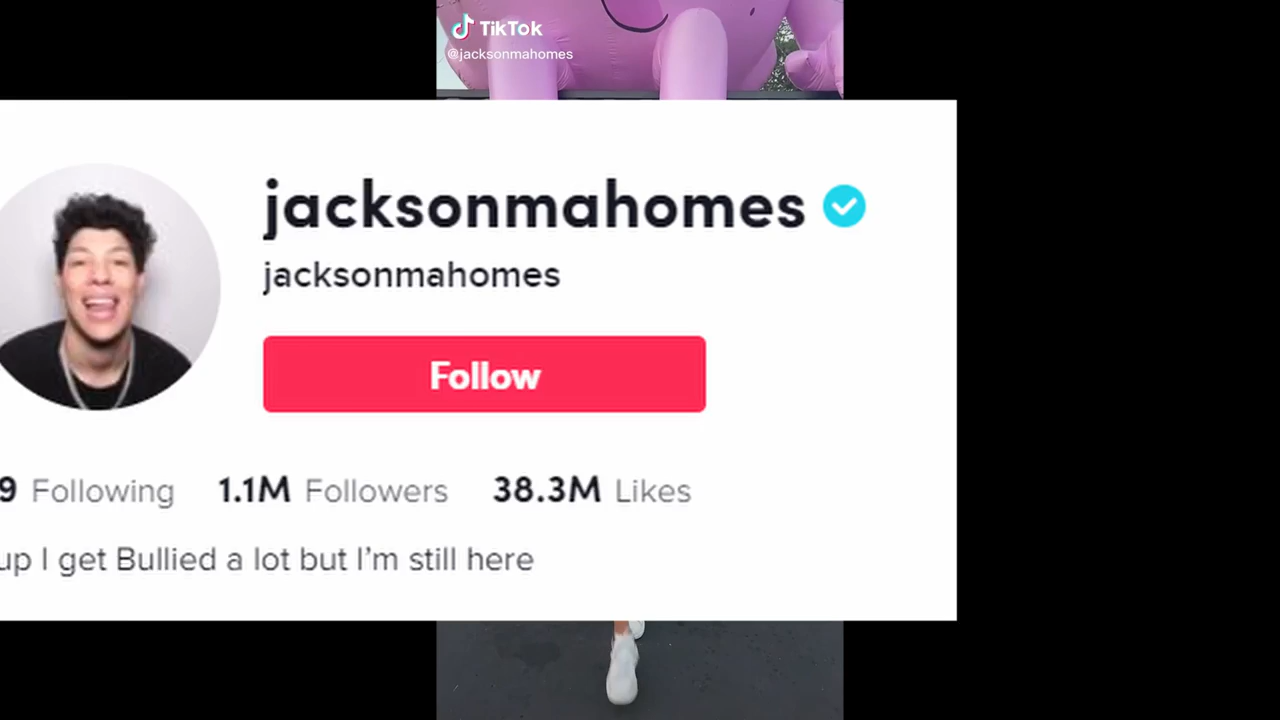 TikTok
@jacksonmahomes
jacksonmahomes
jacksonmahomes
Follow
9 Following 1.1M Followers 38.3M Likes
up I get Bullied a lot but I'm still here